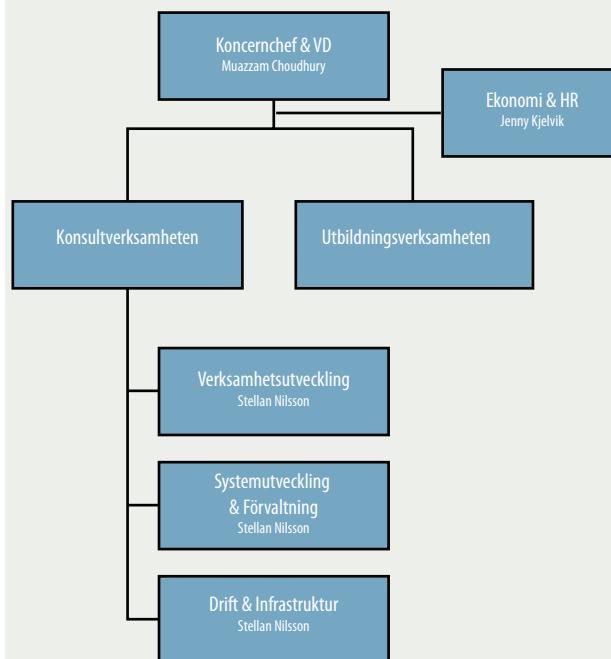 Koncernchef & VD
Muazzam Choudhury
Ekonomi & HR
Jenny Kjelvik
Konsultverksamheten
Utbildningsverksamheten
Verksamhetsutveckling
Stellan Nilsson
Systemutveckling
& Förvaltning
Stellan Nilsson
Drift & Infrastruktur
Stellan Nilsson